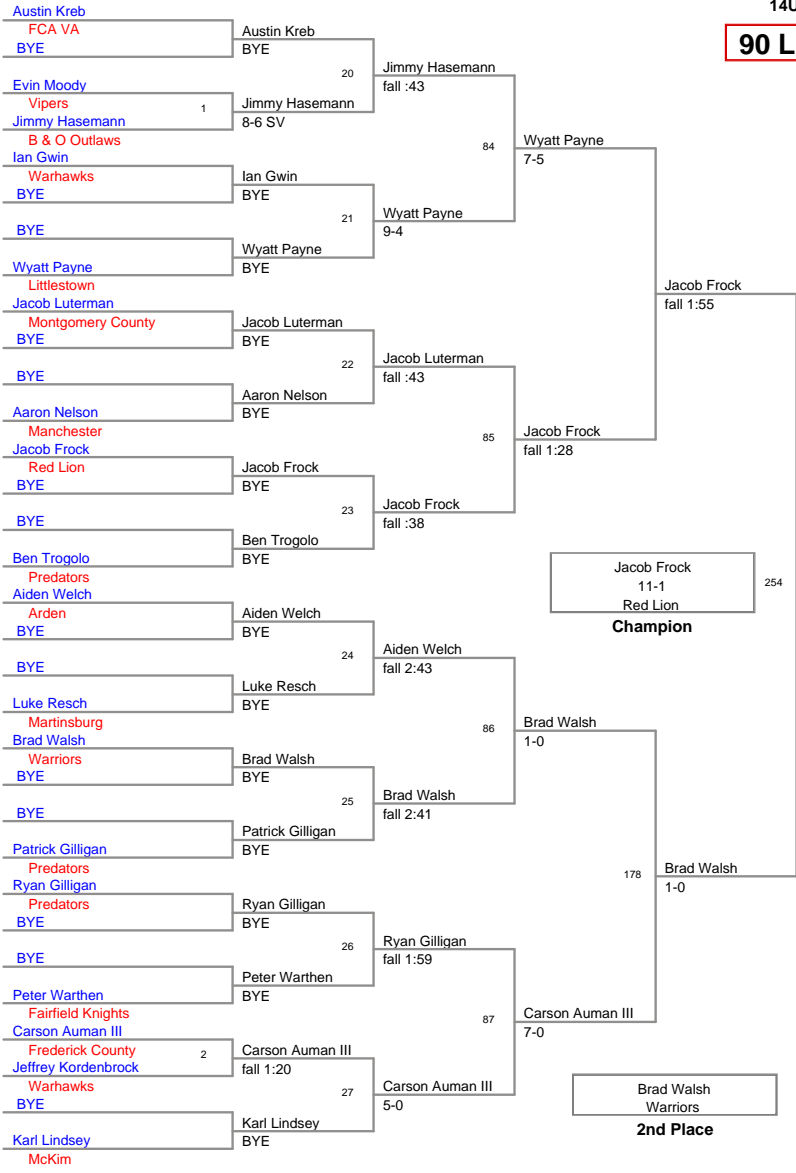 14U
90 L
Austin Kreb
FCA VA
BYE
Evin Moody
Vipers
1
Jimmy Hasemann
B & O Outlaws
Ian Gwin
Warhawks
BYE
BYE
Wyatt Payne
Littlestown
Jacob Luterman
Montgomery County
BYE
BYE
Aaron Nelson
Manchester
Jacob Frock
Red Lion
BYE
BYE
Ben Trogolo
Predators
Aiden Welch
Arden
BYE
BYE
Luke Resch
Martinsburg
Brad Walsh
Warriors
BYE
BYE
Patrick Gilligan
Predators
Ryan Gilligan
Predators
BYE
BYE
Peter Warthen
Fairfield Knights
Carson Auman III
Frederick County
2
Jeffrey Kordenbrock
Warhawks
BYE
Karl Lindsey
McKim
Austin Kreb
BYE
20
Jimmy Hasemann
8-6 SV
Ian Gwin
BYE
21
Wyatt Payne
BYE
Jacob Luterman
BYE
22
Aaron Nelson
BYE
Jacob Frock
BYE
23
Ben Trogolo
BYE
Aiden Welch
BYE
24
Luke Resch
BYE
Brad Walsh
BYE
25
Patrick Gilligan
BYE
Ryan Gilligan
BYE
26
Peter Warthen
BYE
Carson Auman III
fall 1:20
27
Karl Lindsey
BYE
Jimmy Hasemann
fall :43
84
Wyatt Payne
9-4
Jacob Luterman
fall :43
85
Jacob Frock
fall :38
Aiden Welch
fall 2:43
86
Brad Walsh
fall 2:41
Ryan Gilligan
fall 1:59
87
Carson Auman III
5-0
Wyatt Payne
7-5
Jacob Frock
fall 1:28
Brad Walsh
1-0
178
Carson Auman III
7-0
Jacob Frock
fall 1:55
Brad Walsh
1-0
Jacob Frock
11-1
Red Lion
254
Champion
Brad Walsh
Warriors
2nd Place